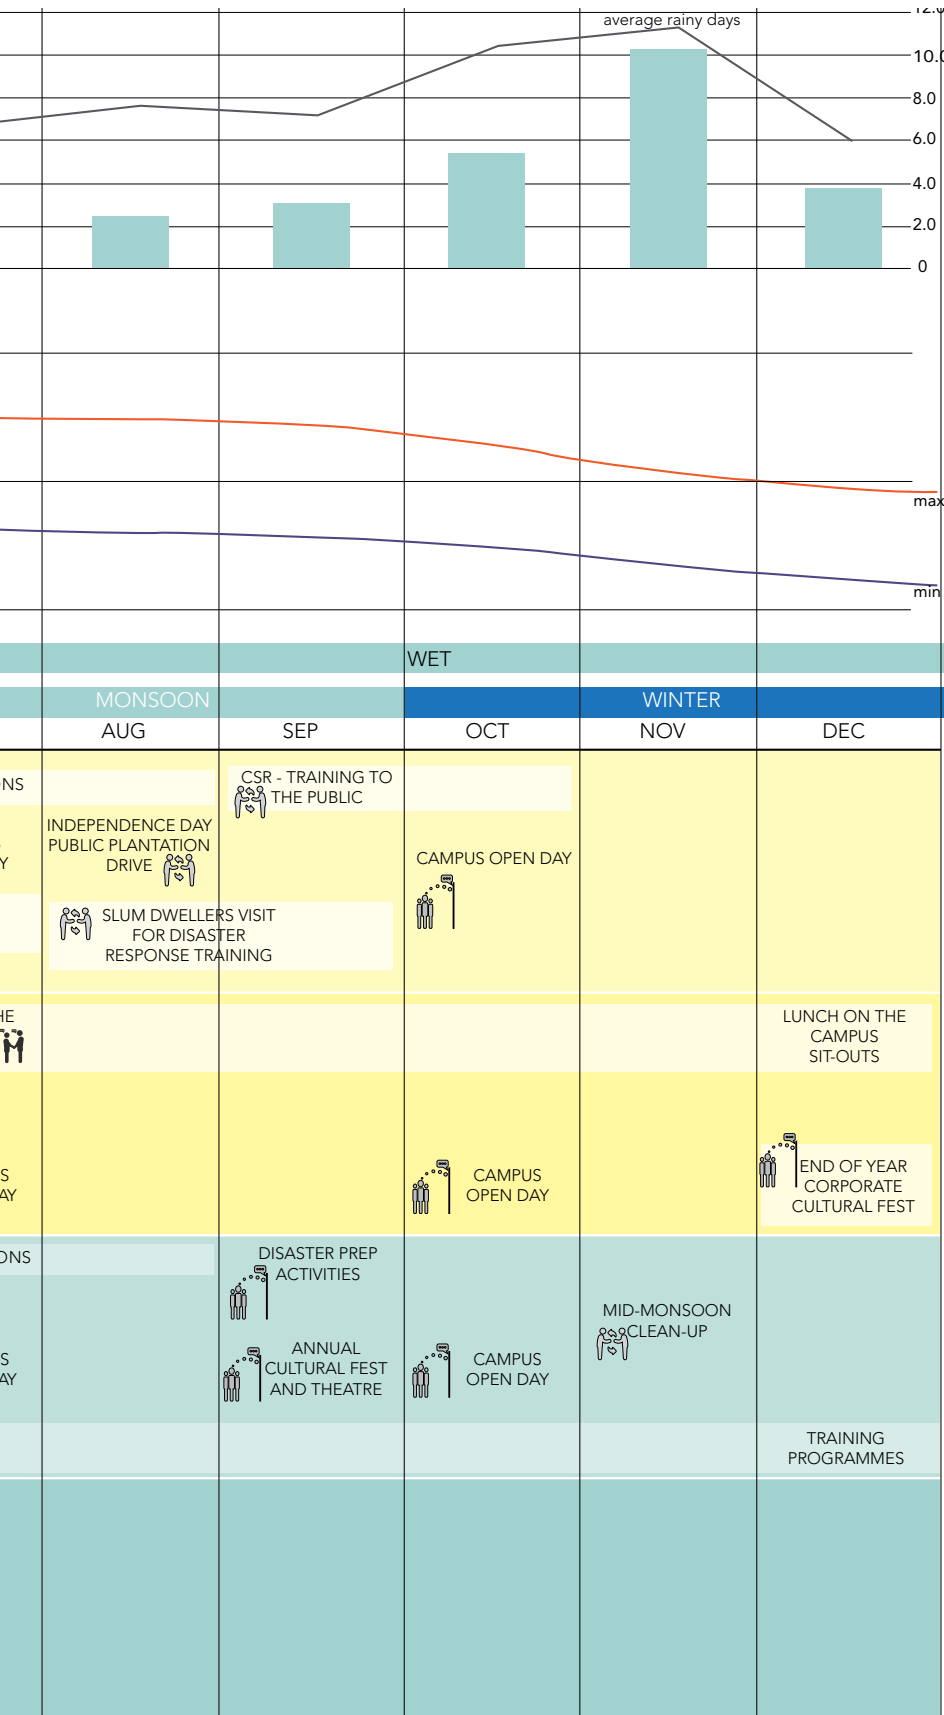 12.0
average rainy days
10.0
8.0
6.0
4.0
2.0
0
max
min
WET
MONSOON
WINTER
AUG
SEP
OCT
NOV
DEC
CSR - TRAINING TO
THE PUBLIC
INDEPENDENCE DAY
PUBLIC PLANTATION
DRIVE
CAMPUS OPEN DAY
SLUM DWELLERS VISIT
FOR DISASTER
RESPONSE TRAINING
LUNCH ON THE
CAMPUS
SIT-OUTS
CAMPUS
OPEN DAY
END OF YEAR
CORPORATE
CULTURAL FEST
DISASTER PREP
ACTIVITIES
MID-MONSOON
CLEAN-UP
ANNUAL
CULTURAL FEST
AND THEATRE
CAMPUS
OPEN DAY
TRAINING
PROGRAMMES